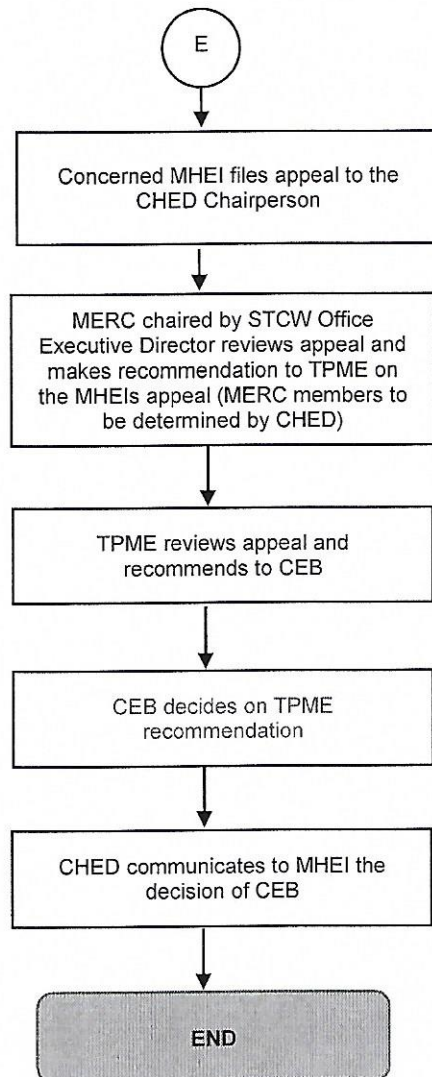 E
Concerned MHEI files appeal to the
CHED Chairperson
MERC chaired by STCW Office
Executive Director reviews appeal and
makes recommendation to TPME on
the MHEIs appeal (MERC members to
be determined by CHED)
TPME reviews appeal and
recommends to CEB
CEB decides on TPME
recommendation
CHED communicates to MHEI the
decision of CEB
END